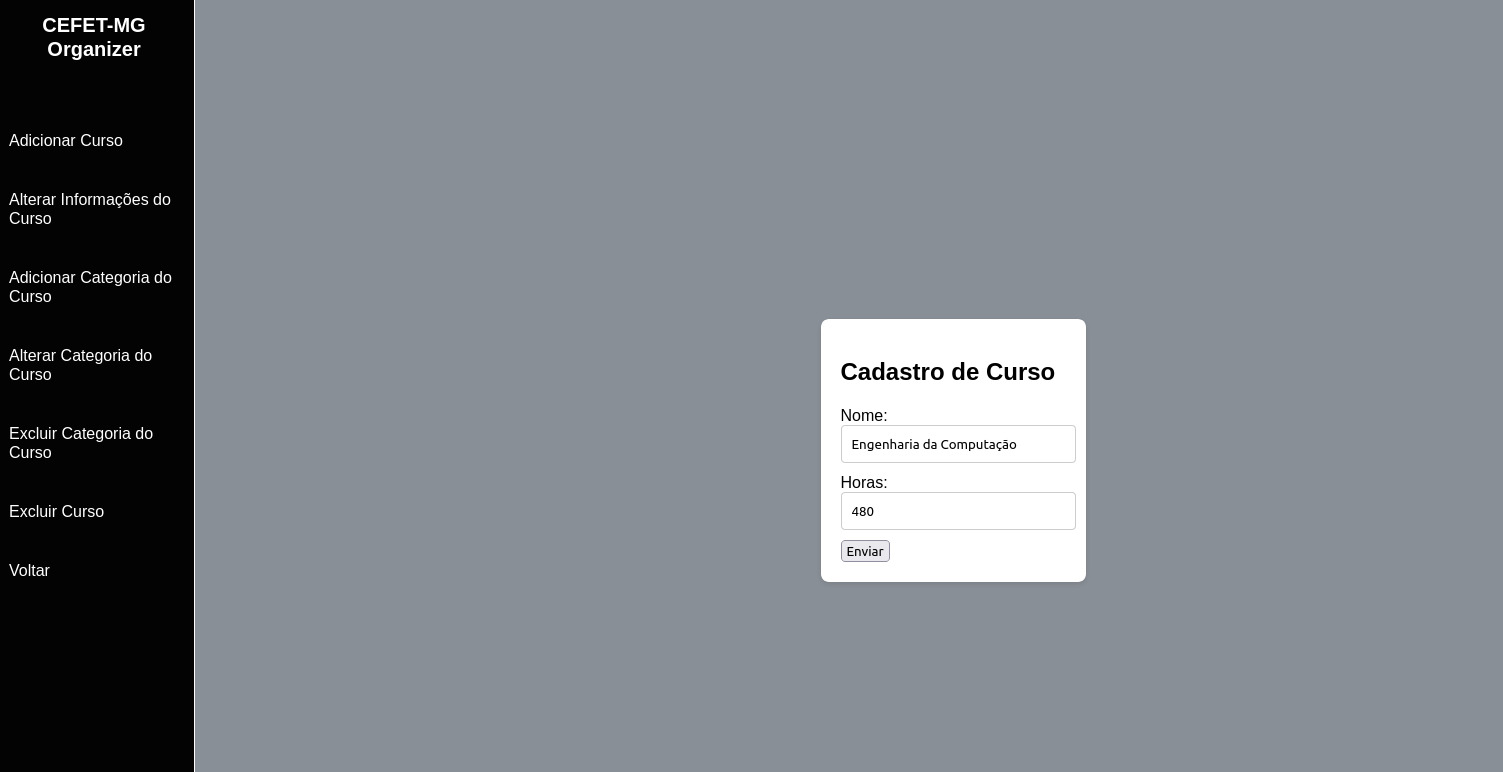 CEFET-MG
Organizer
Adicionar Curso
Alterar Informações do
Curso
Adicionar Categoria do
Curso
Alterar Categoria do
Curso
Excluir Categoria do
Curso
Excluir Curso
Voltar
Cadastro de Curso
Nome:
Engenharia da Computação
Horas:
480
Enviar